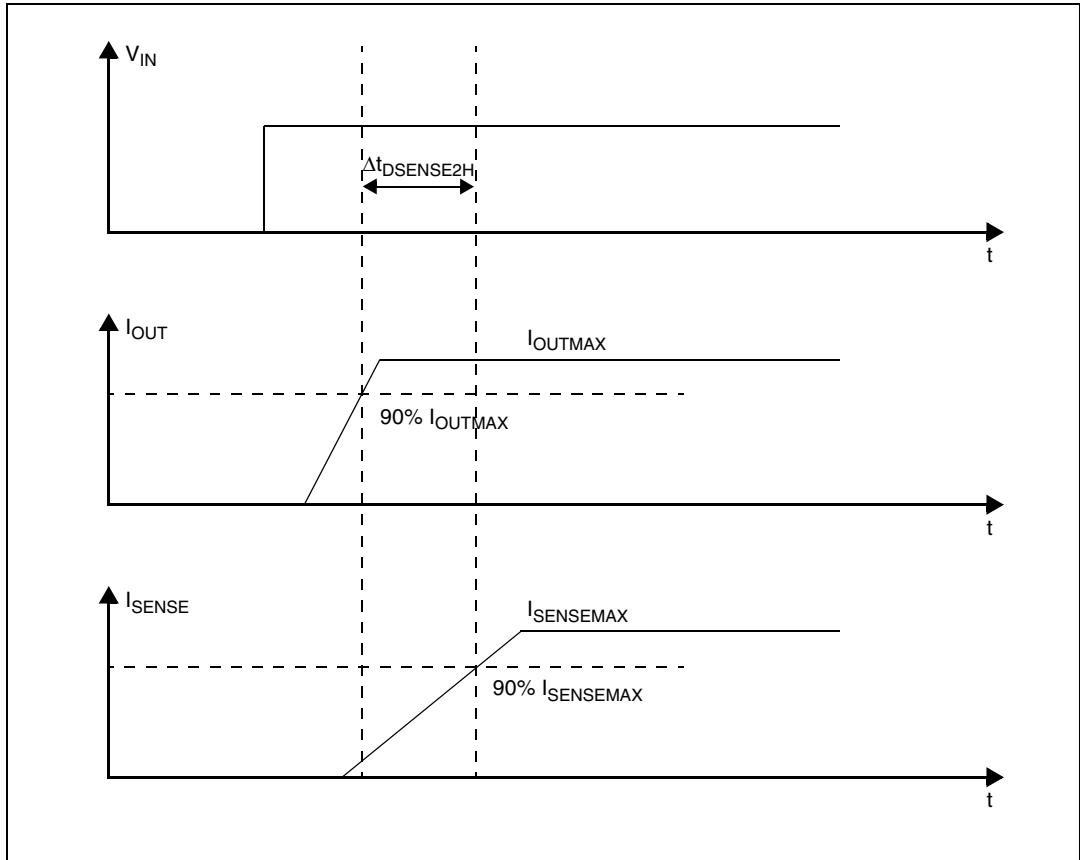 V_IN
Δt_DSENSE2H
t
I_OUT
I_OUTMAX
90% I_OUTMAX
t
I_SENSE
I_SENSEMAX
90% I_SENSEMAX
t